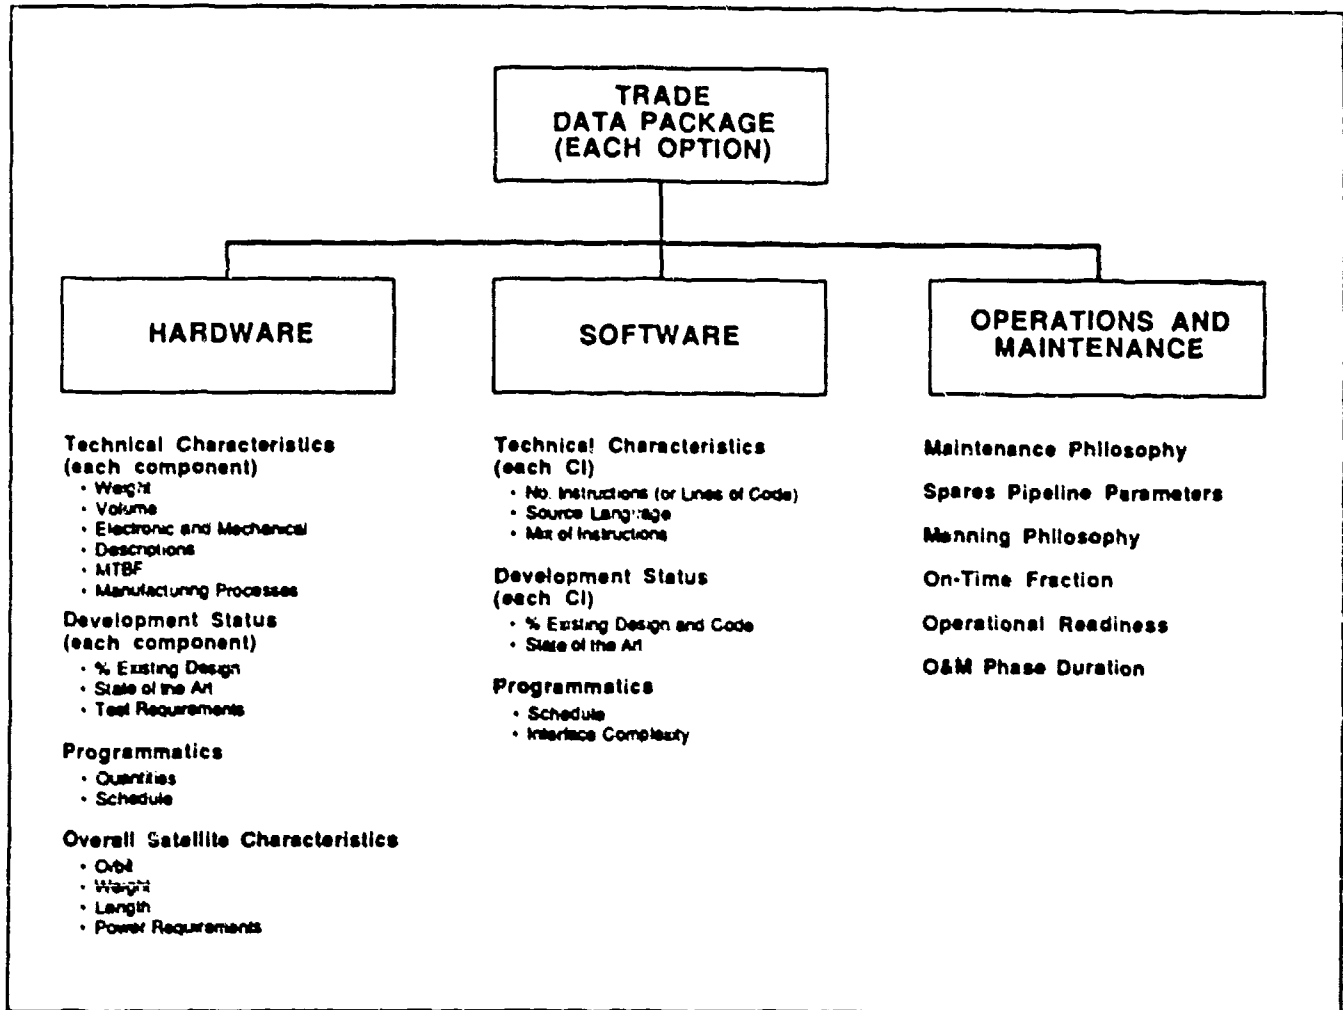 TRADE
DATA PACKAGE
(EACH OPTION)
HARDWARE
Technical Characteristics
(each component)
• Weight
• Volume
• Electronic and Mechanical
• Descriptions
• MTBF
• Manufacturing Processes
Development Status
(each component)
• % Existing Design
• State of the Art
• Test Requirements
Programmatics
• Quantities
• Schedule
Overall Satellite Characteristics
• Orbit
• Weight
• Length
• Power Requirements
SOFTWARE
Technical Characteristics
(each CI)
• No. Instructions (or Lines of Code)
• Source Language
• Mix of Instructions
Development Status
(each CI)
• % Existing Design and Code
• State of the Art
Programmatics
• Schedule
• Interface Complexity
OPERATIONS AND
MAINTENANCE
Maintenance Philosophy
Spares Pipeline Parameters
Manning Philosophy
On-Time Fraction
Operational Readiness
O&M Phase Duration